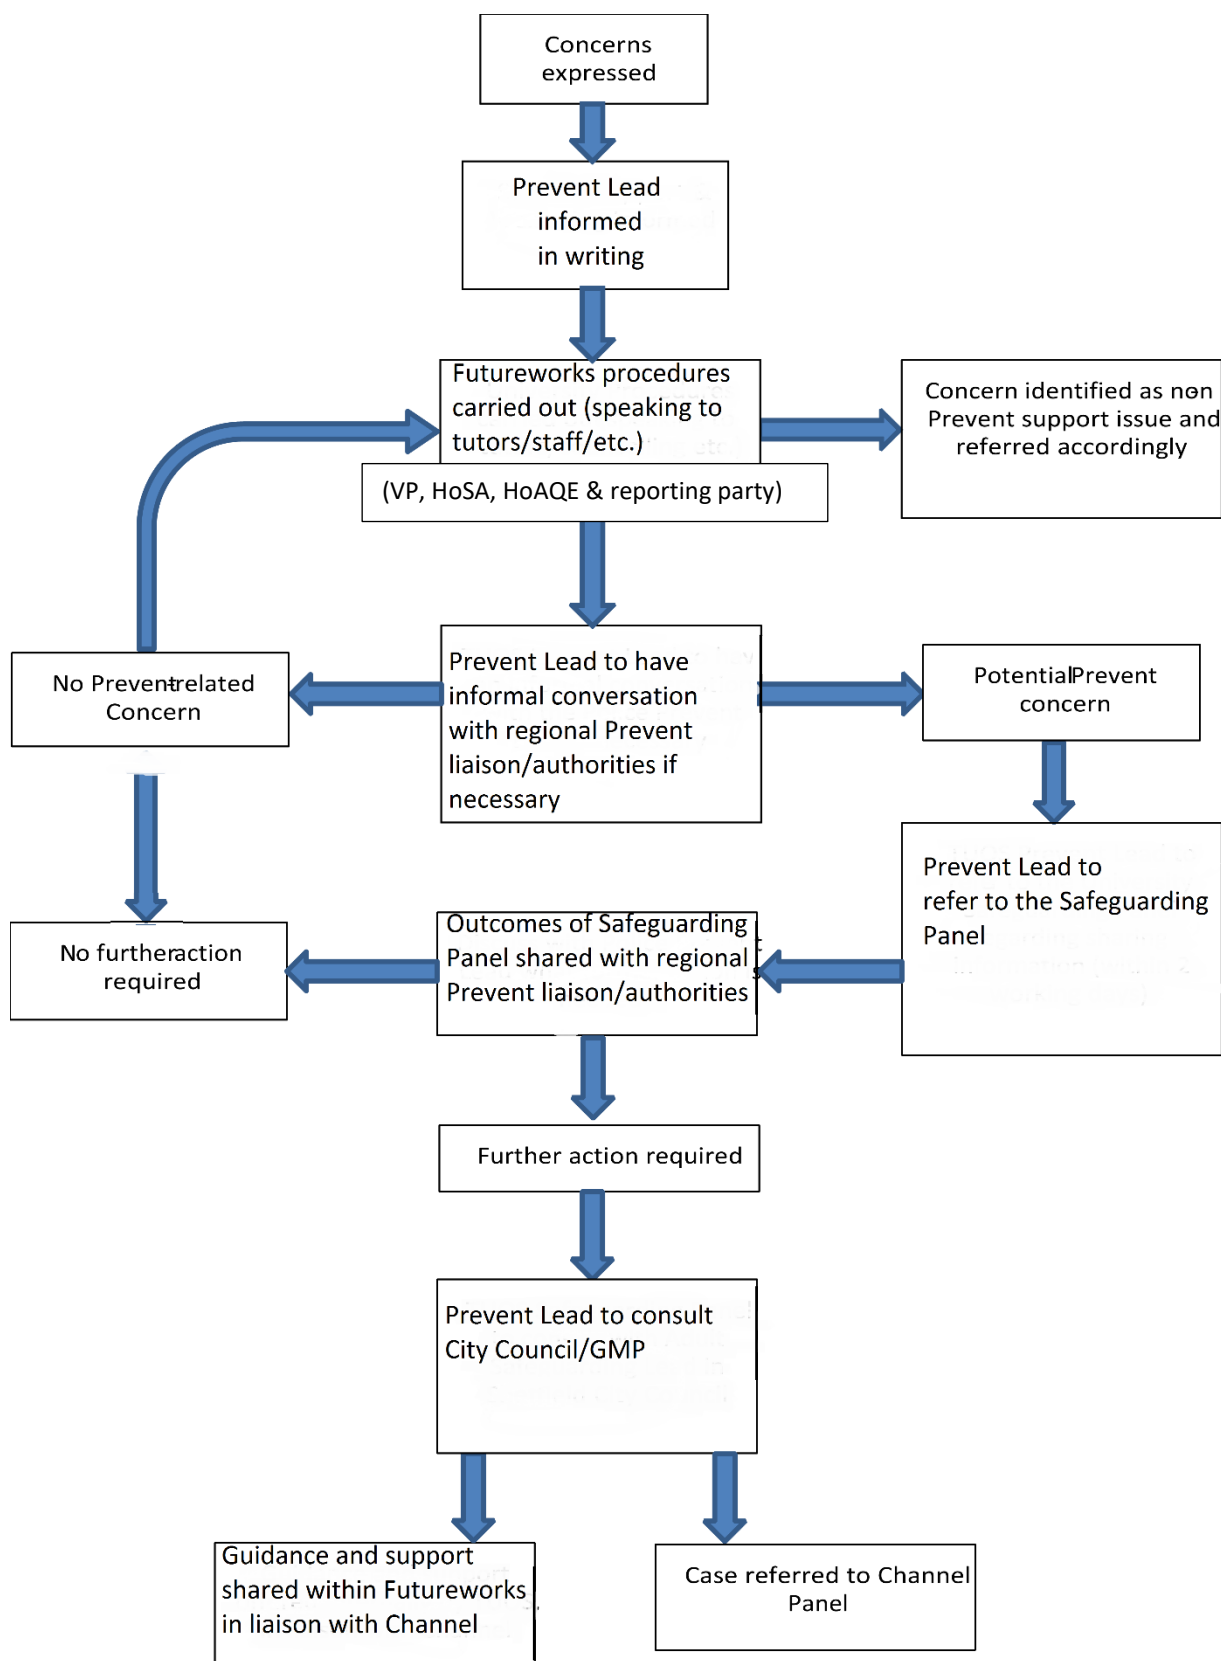 Concerns
expressed
Prevent Lead
informed
in writing
Futureworks procedures
carried out (speaking to
tutors/staff/etc.)
(VP, HoSA, HoAQE & reporting party)
Concern identified as non
Prevent support issue and
referred accordingly
No Prevent-related
Concern
Prevent Lead to have
informal conversation
with regional Prevent
liaison/authorities if
necessary
PotentialPrevent
concern
Prevent Lead to
refer to the Safeguarding
Panel
Outcomes of Safeguarding
Panel shared with regional
Prevent liaison/authorities
No furtheraction
required
Further action required
Prevent Lead to consult
City Council/GMP
Guidance and support
shared within Futureworks
in liaison with Channel
Case referred to Channel
Panel